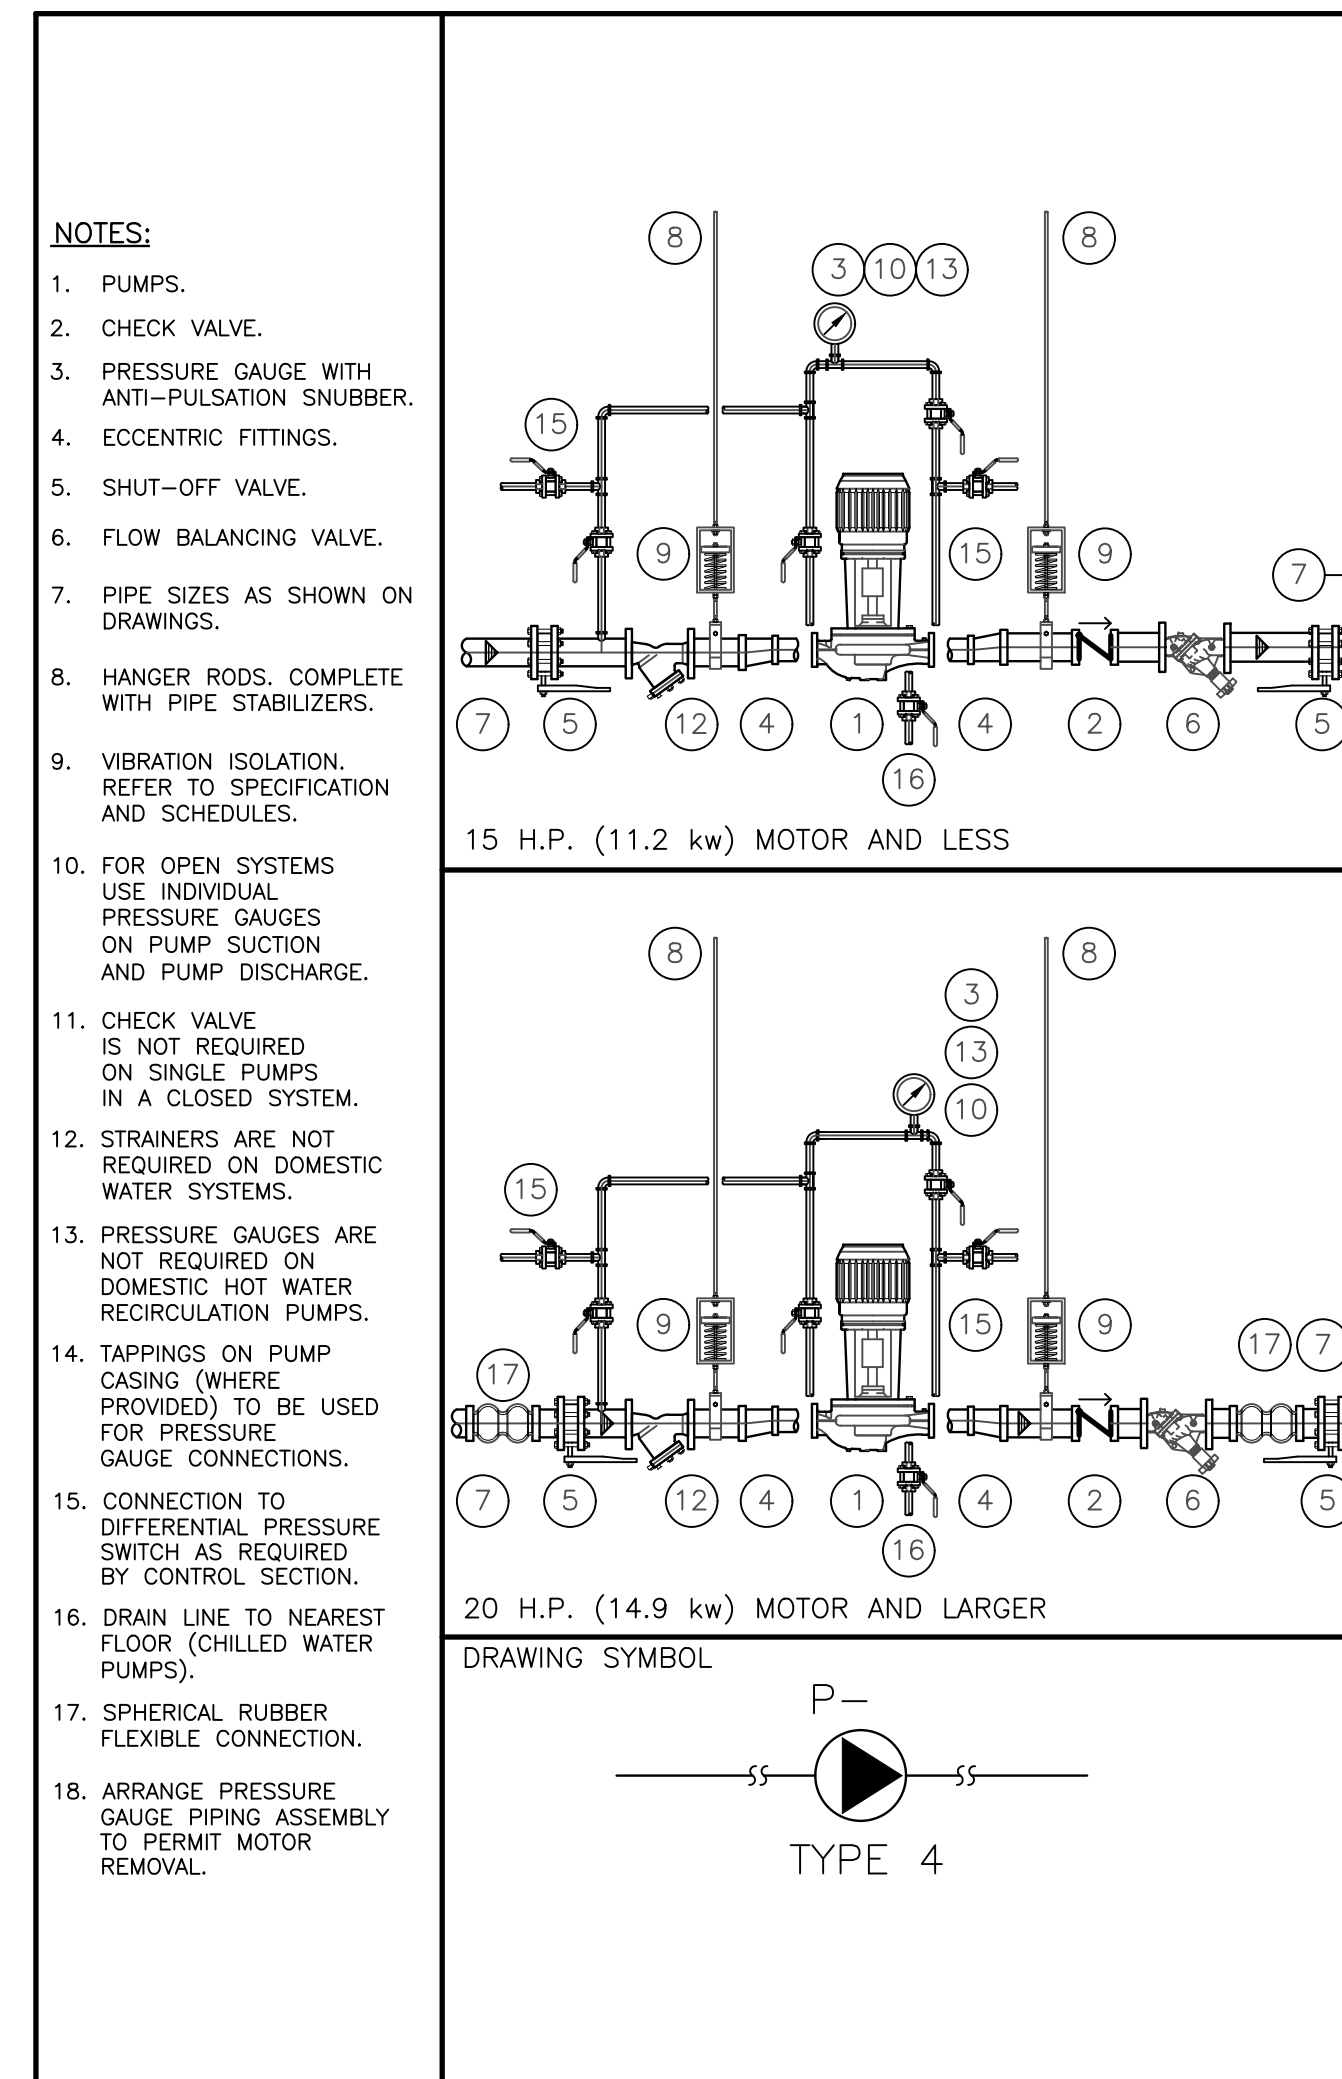 NOTES:
1. PUMPS.
2. CHECK VALVE.
3. PRESSURE GAUGE WITH
ANTI-PULSATION SNUBBER.
4. ECCENTRIC FITTINGS.
5. SHUT-OFF VALVE.
6. FLOW BALANCING VALVE.
7. PIPE SIZES AS SHOWN ON
DRAWINGS.
8. HANGER RODS. COMPLETE
WITH PIPE STABILIZERS.
9. VIBRATION ISOLATION.
REFER TO SPECIFICATION
AND SCHEDULES.
10. FOR OPEN SYSTEMS
USE INDIVIDUAL
PRESSURE GAUGES
ON PUMP SUCTION
AND PUMP DISCHARGE.
11. CHECK VALVE
IS NOT REQUIRED
ON SINGLE PUMPS
IN A CLOSED SYSTEM.
12. STRAINERS ARE NOT
REQUIRED ON DOMESTIC
WATER SYSTEMS.
13. PRESSURE GAUGES ARE
NOT REQUIRED ON
DOMESTIC HOT WATER
RECIRCULATION PUMPS.
14. TAPPINGS ON PUMP
CASING (WHERE
PROVIDED) TO BE USED
FOR PRESSURE
GAUGE CONNECTIONS.
15. CONNECTION TO
DIFFERENTIAL PRESSURE
SWITCH AS REQUIRED
BY CONTROL SECTION.
16. DRAIN LINE TO NEAREST
FLOOR (CHILLED WATER
PUMPS).
17. SPHERICAL RUBBER
FLEXIBLE CONNECTION.
18. ARRANGE PRESSURE
GAUGE PIPING ASSEMBLY
TO PERMIT MOTOR
REMOVAL.
8 8
3 10 13
15
9 15 9
7
7 5 12 4 1 4 2 6 5
16
15 H.P. (11.2 kw) MOTOR AND LESS
8 8
3
13
10
15
9 15 9
17 7
17
7 5 12 4 1 4 2 6 5
16
20 H.P. (14.9 kw) MOTOR AND LARGER
DRAWING SYMBOL
P-
TYPE 4